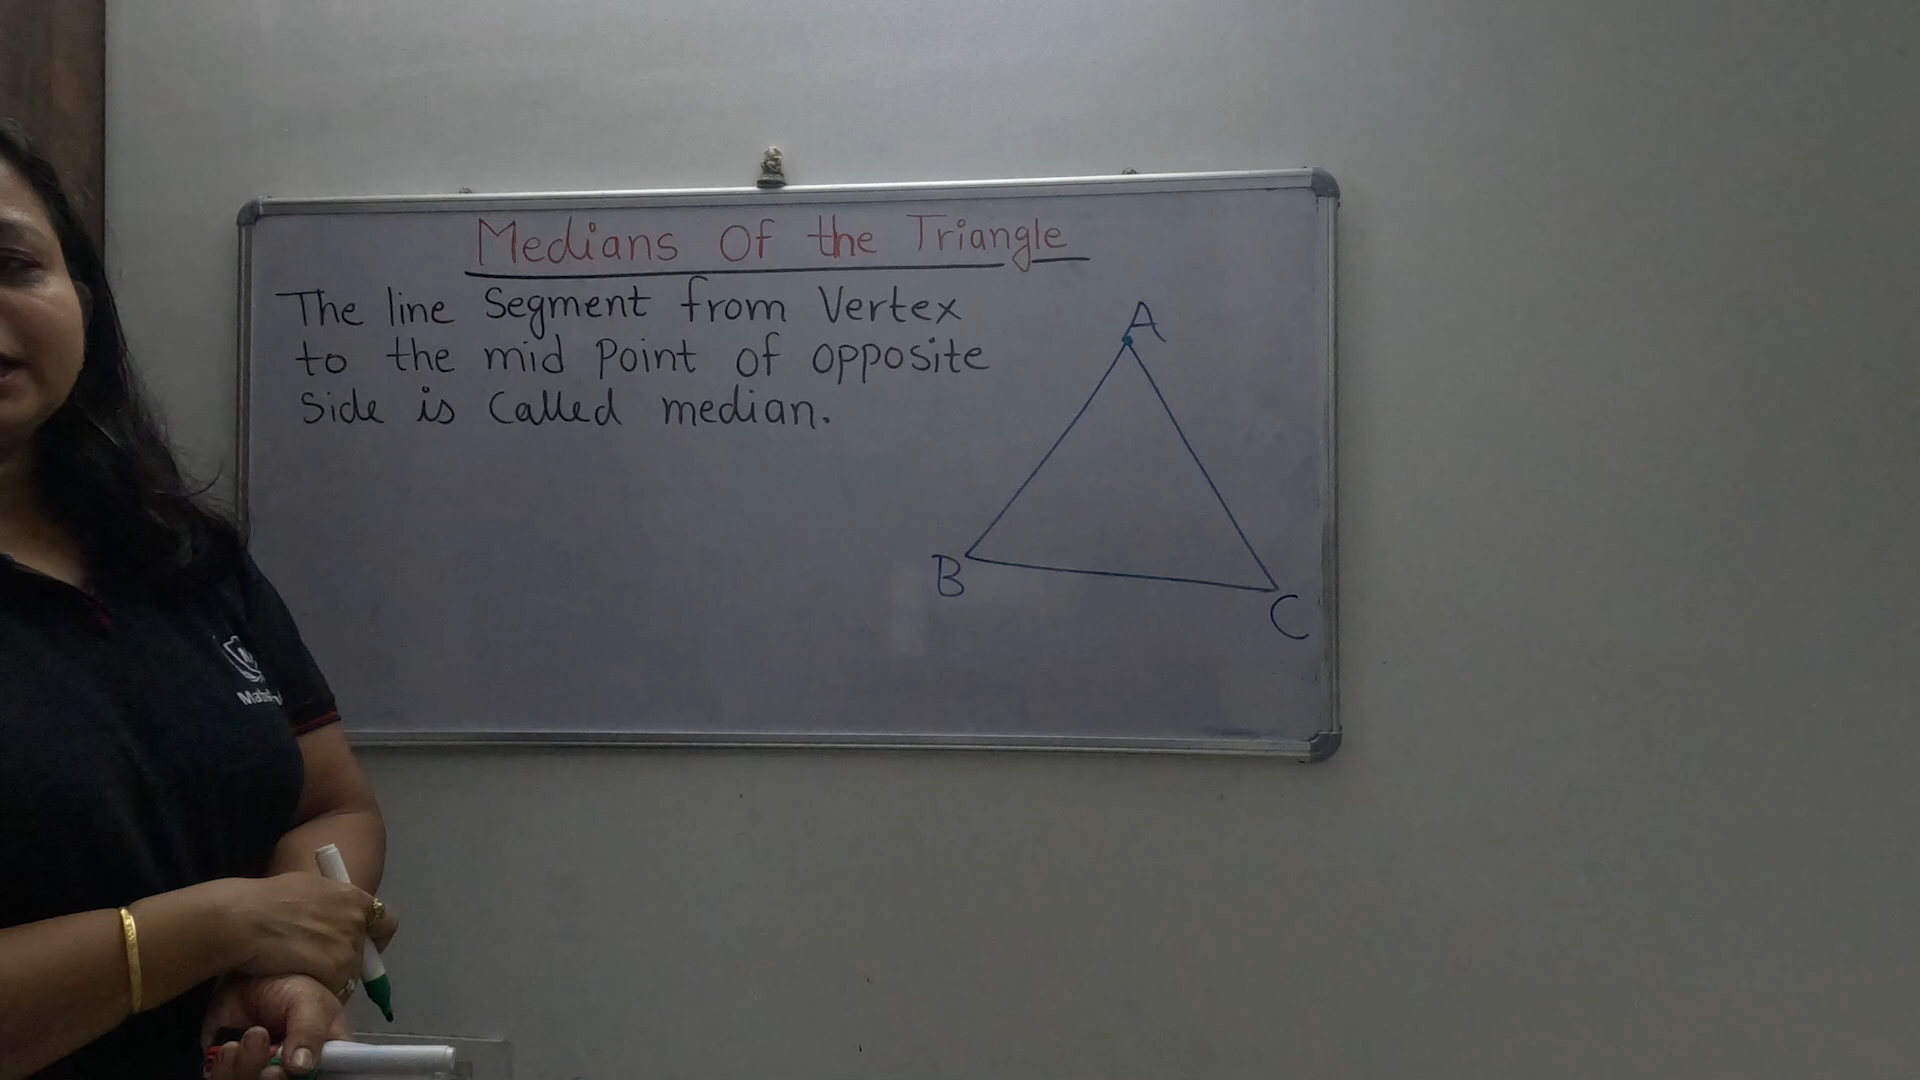 Medians Of the Triangle
The line Segment from Vertex
to the mid Point of opposite
Side is Called median.
A
B
C